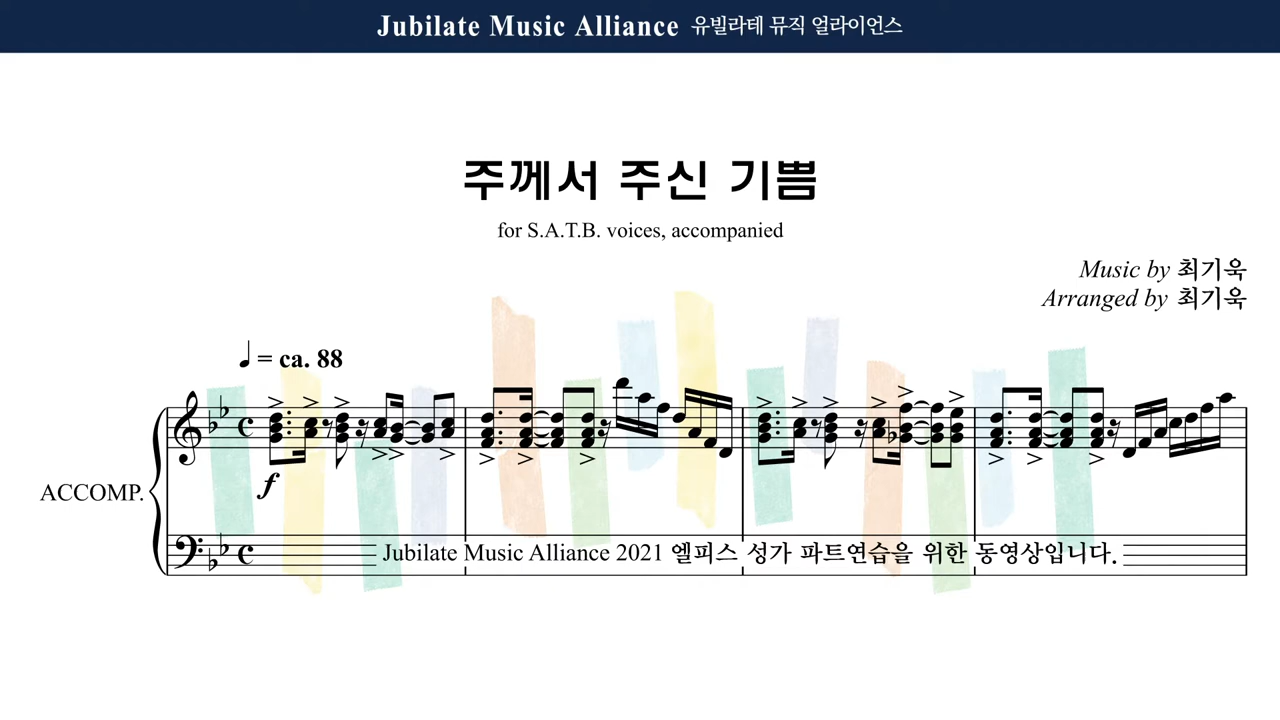 Jubilate Music Alliance 유빌라테 뮤직 얼라이언스
주께서 주신 기쁨
for S.A.T.B. voices, accompanied
Music by 최기욱
Arranged by 최기욱
♩ = ca. 88
f
ACCOMP.
Jubilate Music Alliance 2021 엘피스 성가 파트연습을 위한 동영상입니다.